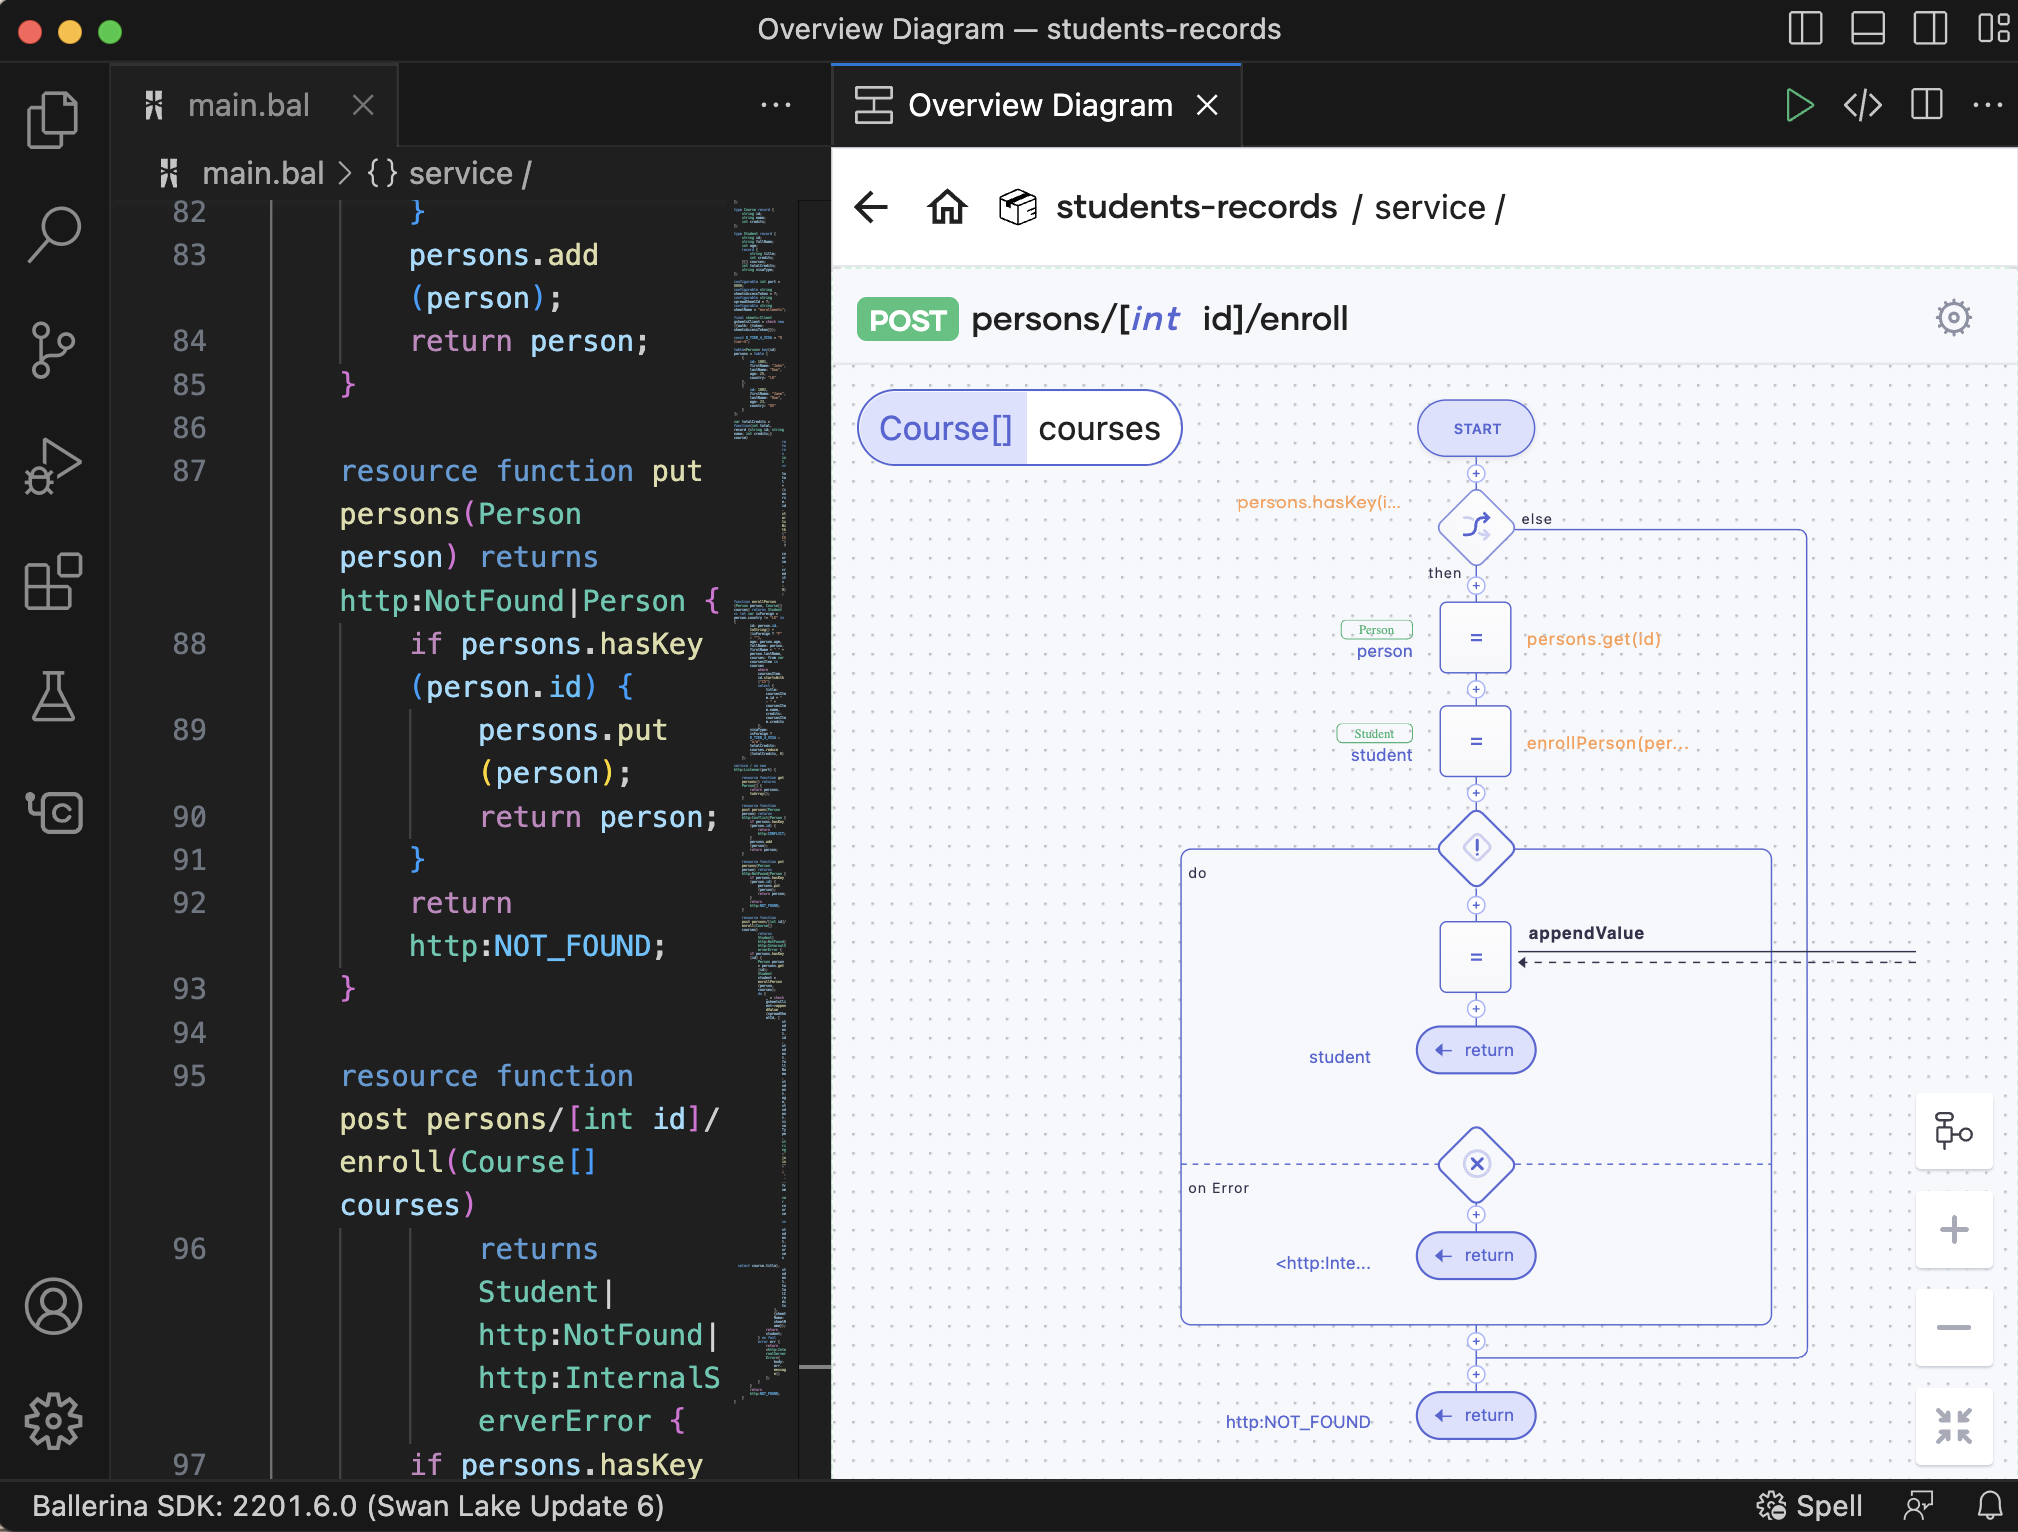 Overview Diagram — students-records
main.bal
Overview Diagram
main.bal > {} service /
82 }
83 persons.add
(person);
84 return person;
85 }
86
87 resource function put
persons(Person
person) returns
http:NotFound|Person {
88 if persons.hasKey
(person.id) {
89 persons.put
(person);
90 return person;
91 }
92 return
http:NOT_FOUND;
93 }
94
95 resource function
post persons/[int id]/
enroll(Course[]
courses)
96 returns
Student|
http:NotFound|
http:InternalS
erverError {
97 if persons.hasKey
students-records / service /
POST persons/[int id]/enroll
Course[] courses
START
persons.hasKey(i...
else
then
Person
person
persons.get(Id)
Student
student
enrollPerson(per...
do
appendValue
student
return
on Error
<http:Inte...
return
http:NOT_FOUND
return
Ballerina SDK: 2201.6.0 (Swan Lake Update 6)
Spell